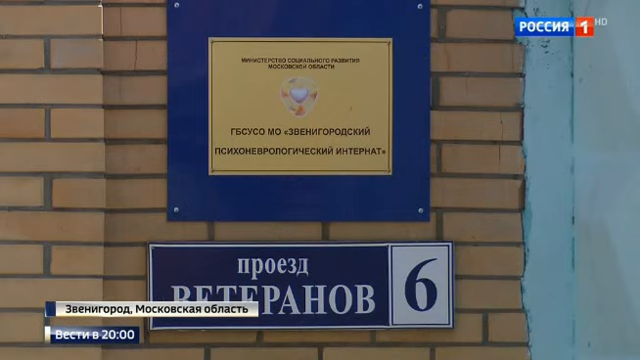 РОССИЯ 1 HD
МИНИСТЕРСТВО СОЦИАЛЬНОГО РАЗВИТИЯ
МОСКОВСКОЙ ОБЛАСТИ
ГБСУСО МО «ЗВЕНИГОРОДСКИЙ
ПСИХОНЕВРОЛОГИЧЕСКИЙ ИНТЕРНАТ»
проезд
ВЕТЕРАНОВ
6
Звенигород, Московская область
Вести в 20:00